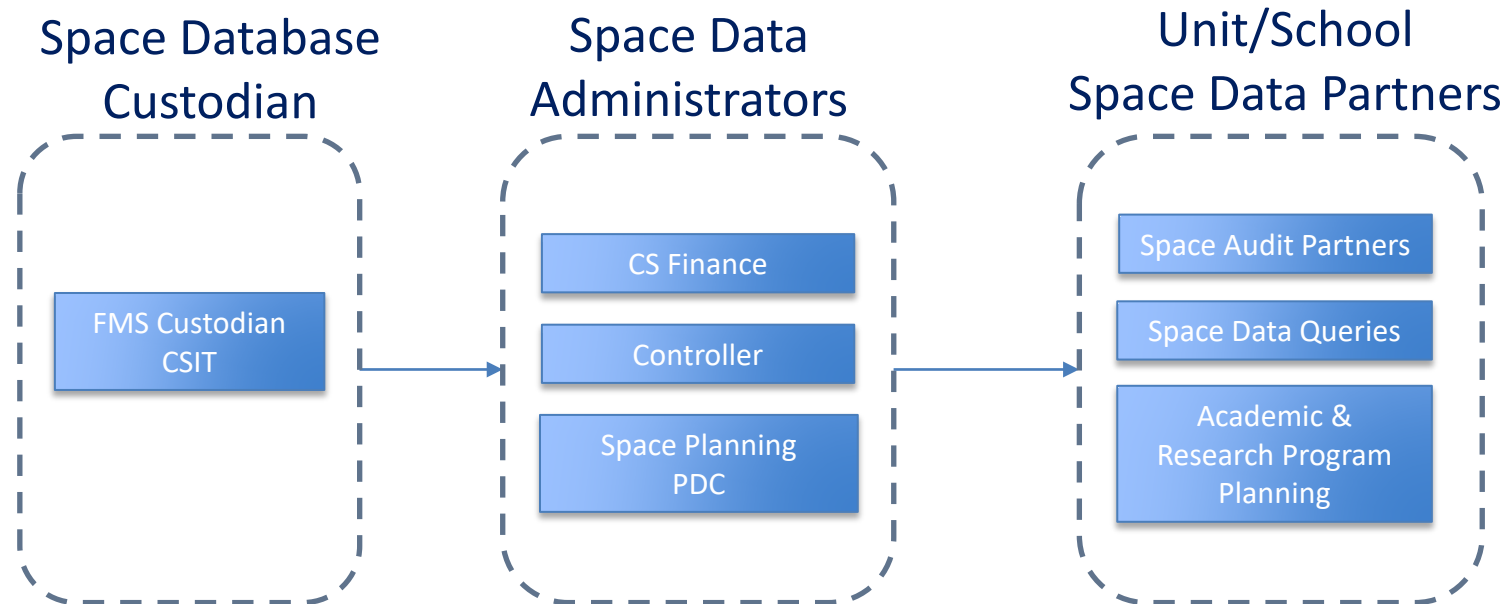 Space Database
Custodian
FMS Custodian
CSIT
Space Data
Administrators
CS Finance
Controller
Space Planning
PDC
Unit/School
Space Data Partners
Space Audit Partners
Space Data Queries
Academic &
Research Program
Planning